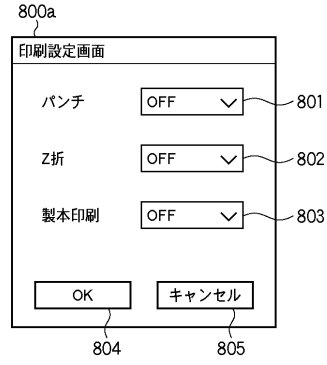 800a
印刷設定画面
パンチ OFF 801
Z折 OFF 802
製本印刷 OFF 803
OK キャンセル
804 805